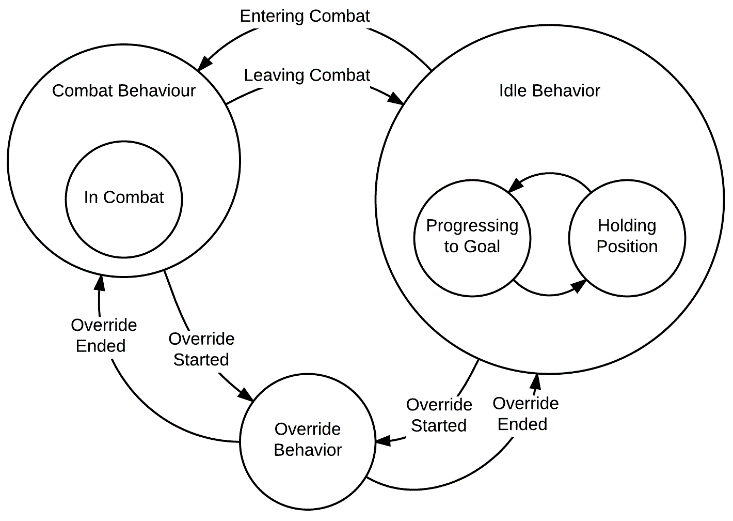 Entering Combat
Leaving Combat
Combat Behaviour
Idle Behavior
In Combat
Progressing
to Goal
Holding
Position
Override
Ended
Override
Started
Override
Started
Override
Ended
Override
Behavior